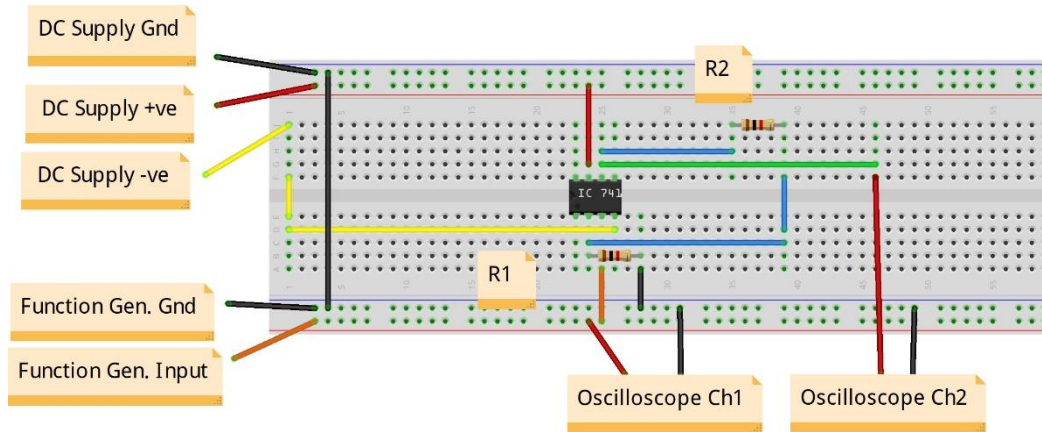 DC Supply Gnd
DC Supply +ve
DC Supply -ve
R2
IC 741
R1
Function Gen. Gnd
Function Gen. Input
Oscilloscope Ch1
Oscilloscope Ch2